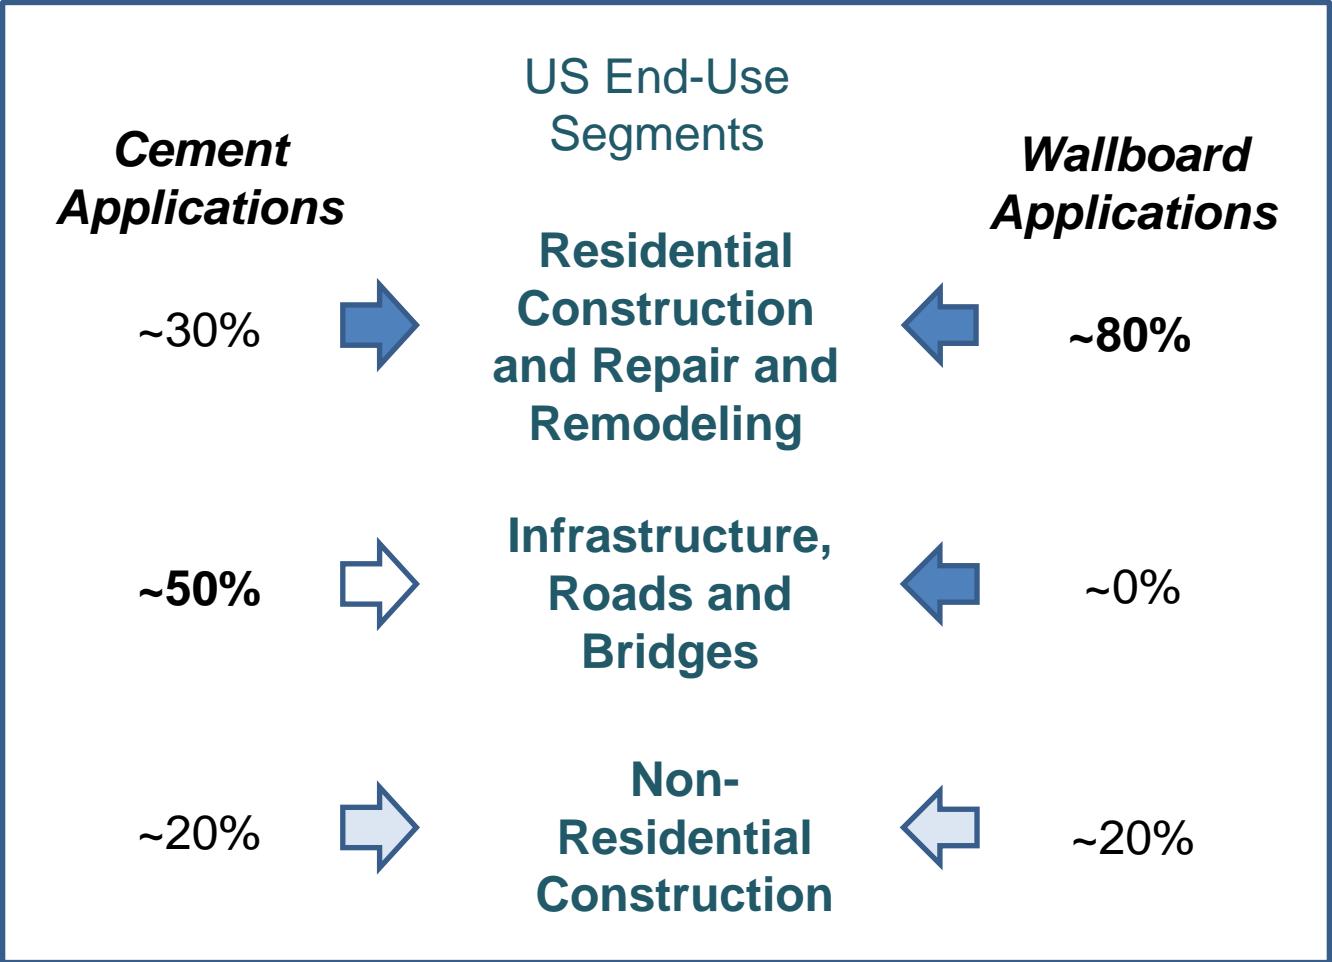 US End-Use
Segments
Cement
Applications
Wallboard
Applications
Residential
Construction
and Repair and
Remodeling
~30%
~80%
Infrastructure,
Roads and
Bridges
~50%
~0%
Non-
Residential
Construction
~20%
~20%